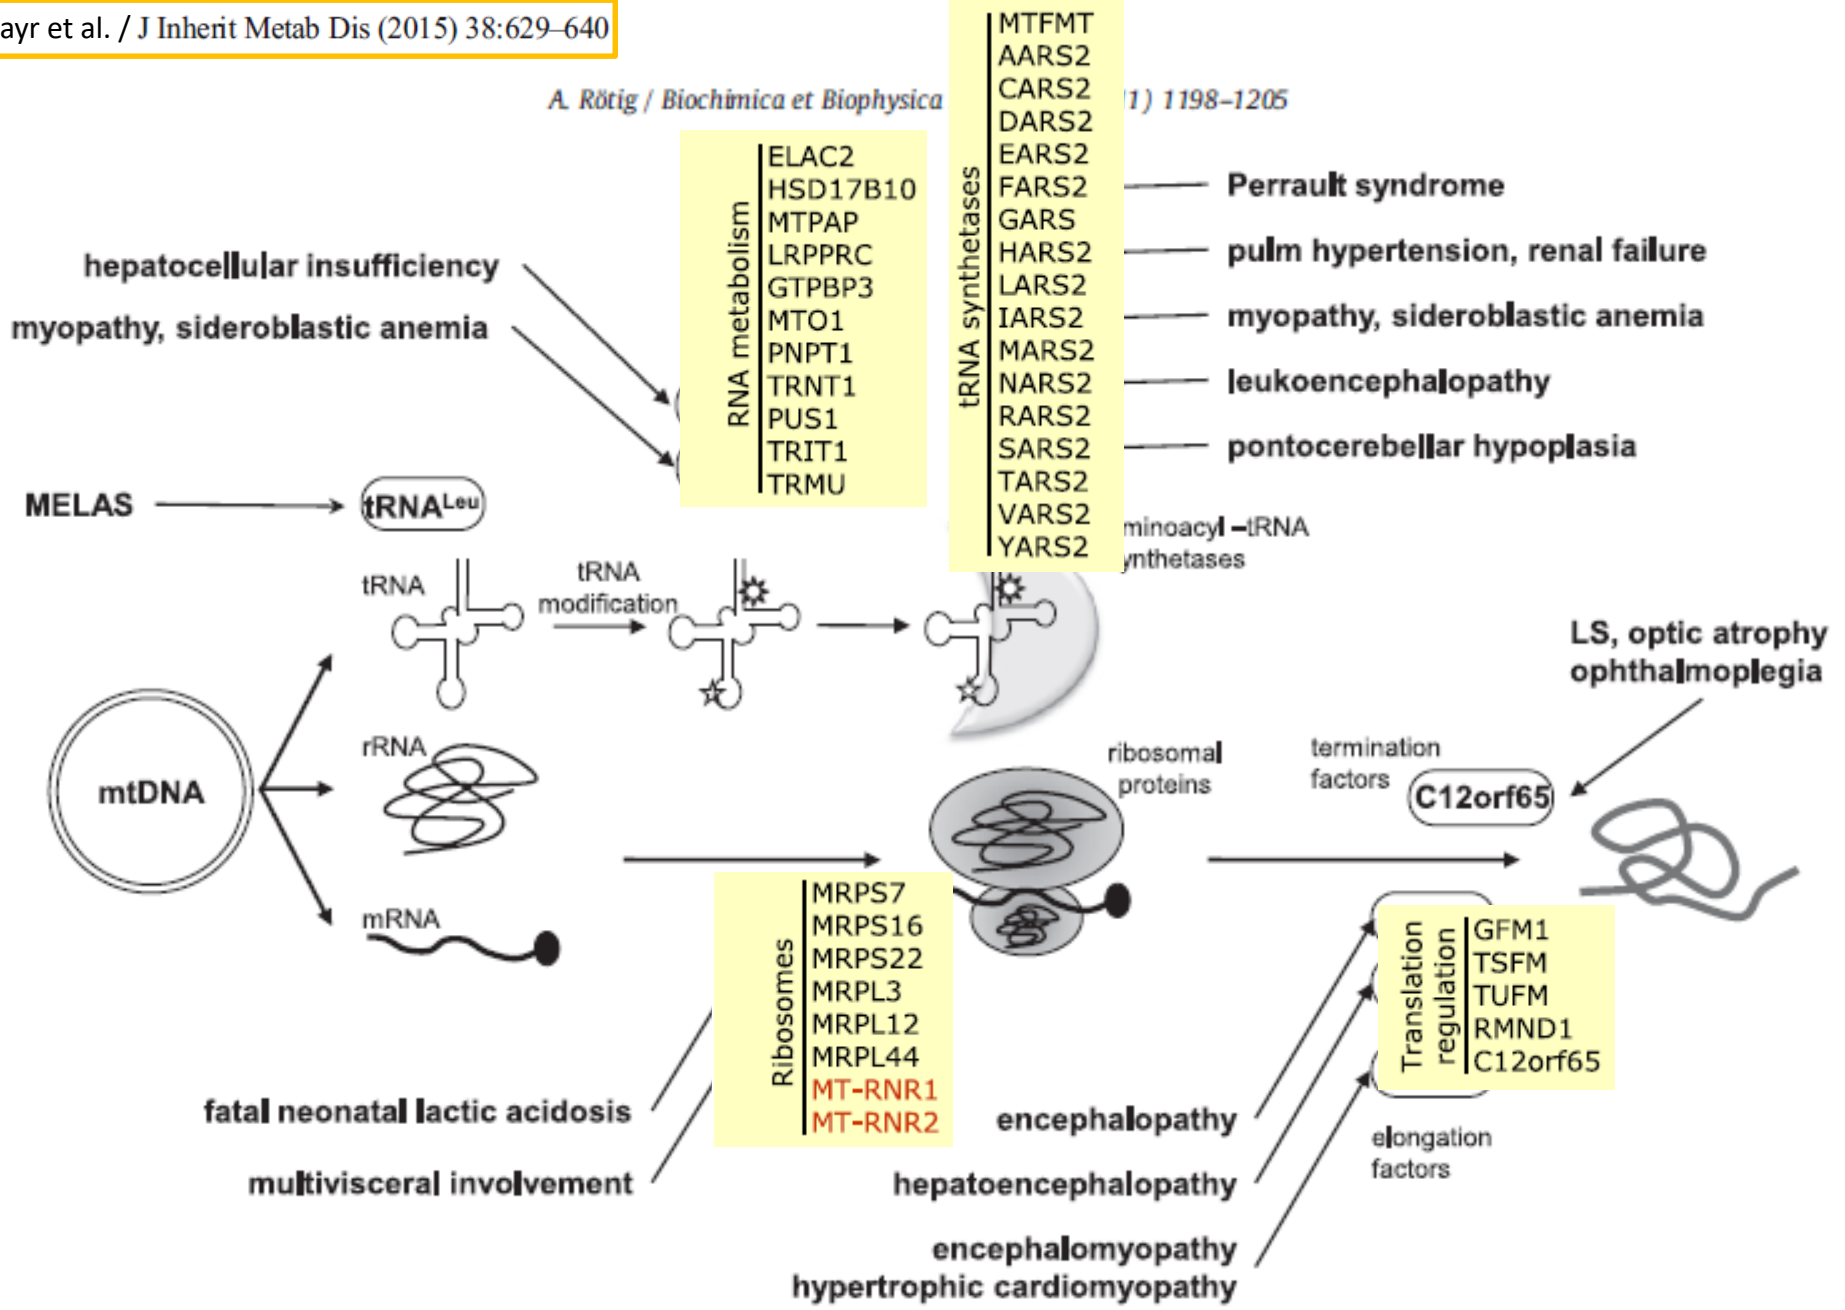 ayr et al. / J Inherit Metab Dis (2015) 38:629–640
A. Rötig / Biochimica et Biophysica
1) 1198–1205
RNA metabolism
ELAC2
HSD17B10
MTPAP
LRPPRC
GTPBP3
MTO1
PNPT1
TRNT1
PUS1
TRIT1
TRMU
tRNA synthetases
MTFMT
AARS2
CARS2
DARS2
EARS2
FARS2
GARS
HARS2
LARS2
IARS2
MARS2
NARS2
RARS2
SARS2
TARS2
VARS2
YARS2
Perrault syndrome
pulm hypertension, renal failure
myopathy, sideroblastic anemia
leukoencephalopathy
pontocerebellar hypoplasia
hepatocellular insufficiency
myopathy, sideroblastic anemia
MELAS
tRNALeu
minoacyl –tRNA
ynthetases
tRNA
tRNA
modification
LS, optic atrophy
ophthalmoplegia
mtDNA
rRNA
mRNA
ribosomal
proteins
termination
factors
C12orf65
Ribosomes
MRPS7
MRPS16
MRPS22
MRPL3
MRPL12
MRPL44
MT-RNR1
MT-RNR2
Translation
regulation
GFM1
TSFM
TUFM
RMND1
C12orf65
fatal neonatal lactic acidosis
multivisceral involvement
encephalopathy
hepatoencephalopathy
encephalomyopathy
hypertrophic cardiomyopathy
elongation
factors